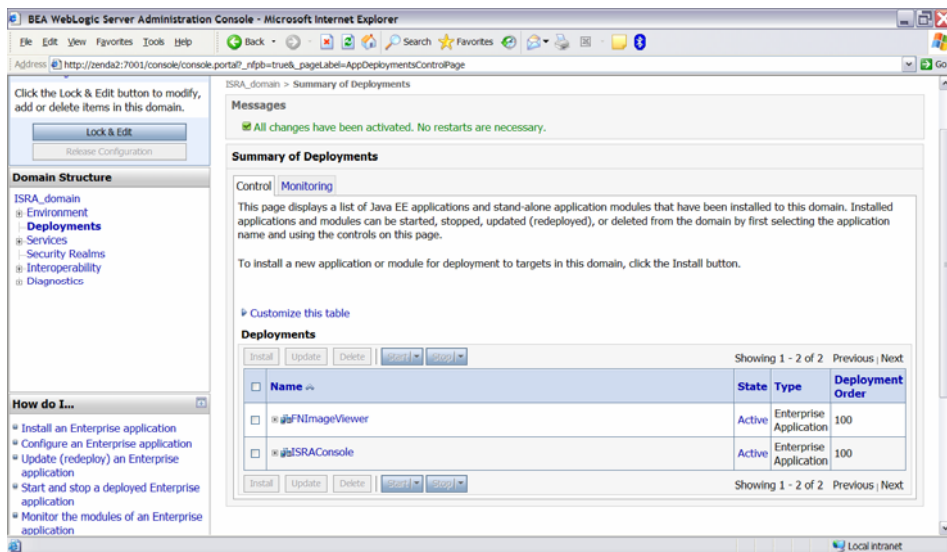 BEA WebLogic Server Administration Console - Microsoft Internet Explorer
File Edit View Favorites Tools Help
Back Search Favorites
Address http://zenda2:7001/console/console.portal?_nfpb=true&_pageLabel=AppDeploymentsControlPage Go
Click the Lock & Edit button to modify,
add or delete items in this domain.
Lock & Edit
Release Configuration
Domain Structure
ISRA_domain
Environment
Deployments
Services
Security Realms
Interoperability
Diagnostics
How do I...
Install an Enterprise application
Configure an Enterprise application
Update (redeploy) an Enterprise
application
Start and stop a deployed Enterprise
application
Monitor the modules of an Enterprise
application
ISRA_domain > Summary of Deployments
Messages
All changes have been activated. No restarts are necessary.
Summary of Deployments
Control Monitoring
This page displays a list of Java EE applications and stand-alone application modules that have been installed to this domain. Installed
applications and modules can be started, stopped, updated (redeployed), or deleted from the domain by first selecting the application
name and using the controls on this page.
To install a new application or module for deployment to targets in this domain, click the Install button.
Customize this table
Deployments
Install Update Delete Start Stop Showing 1 - 2 of 2 Previous | Next
Name State Type Deployment
Order
FNImageViewer Active Enterprise
Application 100
ISRAConsole Active Enterprise
Application 100
Install Update Delete Start Stop Showing 1 - 2 of 2 Previous | Next
Local intranet